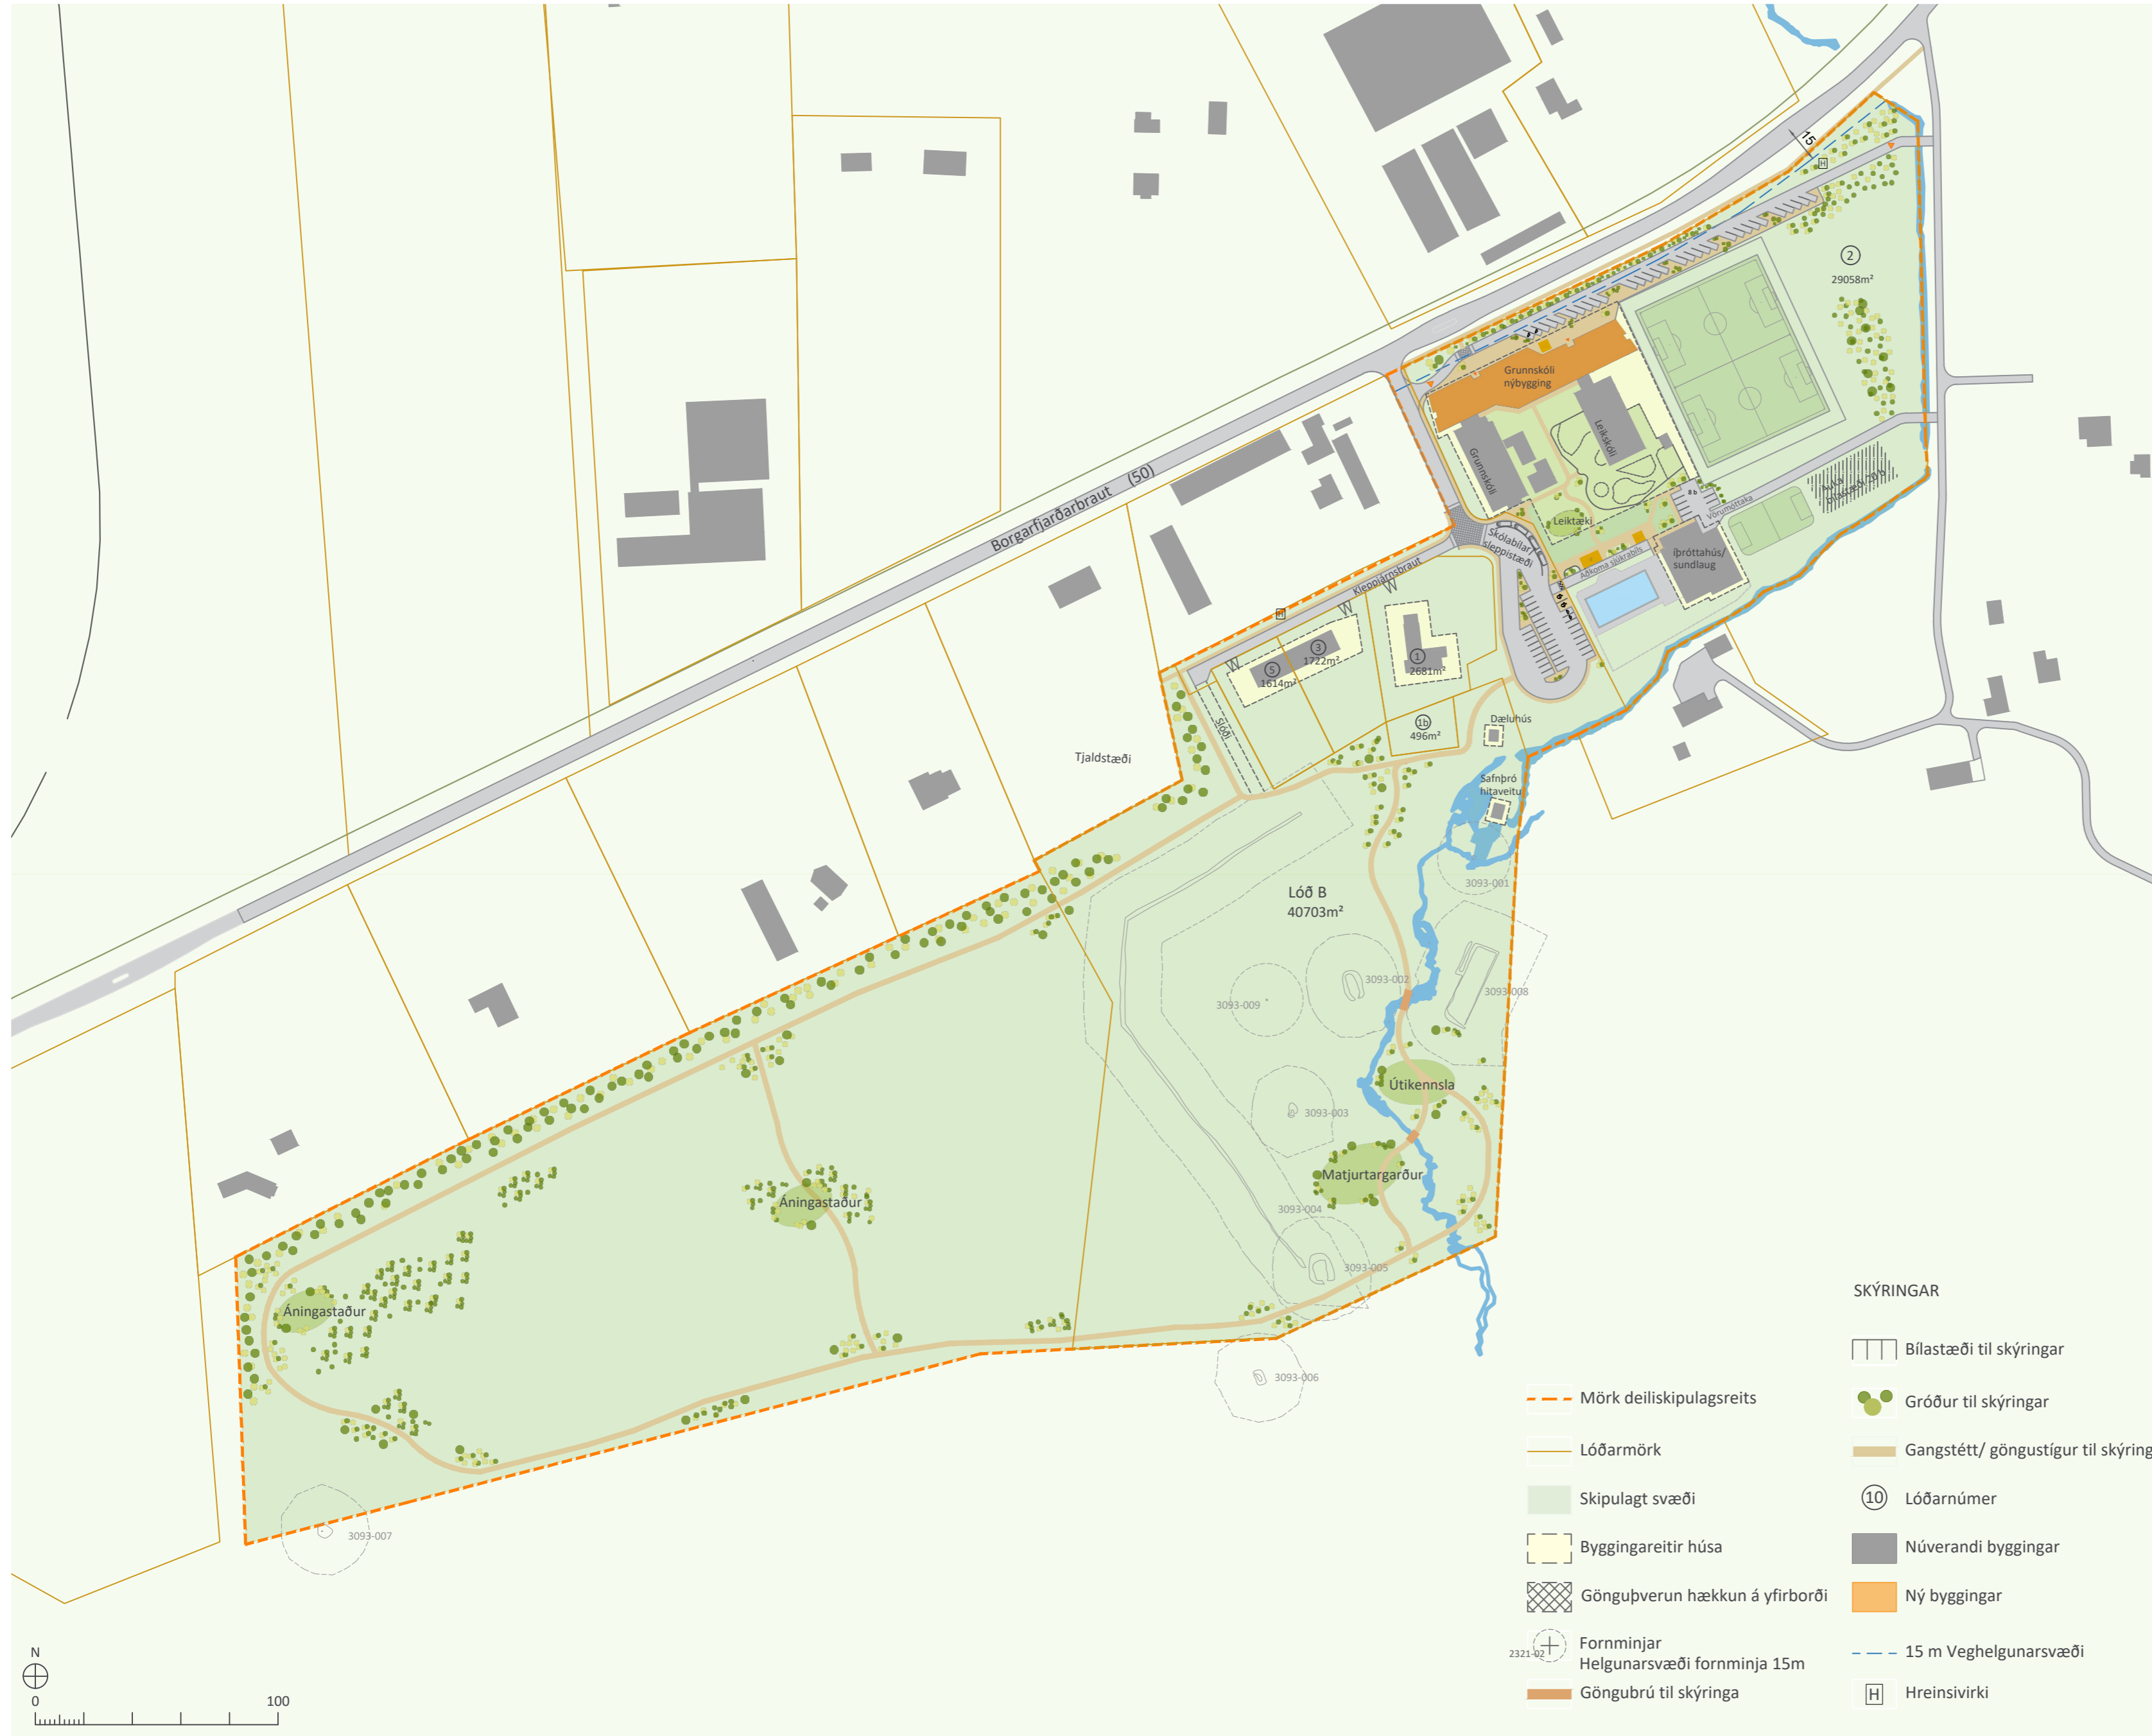 15
H
2
29058m²
Grunnskóli
nýbygging
Leikskóli
Grunnskóli
Borgarfjarðarbraut (50)
8 b
Vörumóttaka
Leiktæki
Skólabílar/
sleppistæði
íþróttahús/
sundlaug
Aðkoma sjúkrabíls
Kleppjárnsbraut
W
W
W
H
3
1722m²
5
1614m²
1
2681m²
1b
496m²
Slóði
Dæluhús
Tjaldstæði
Safnþró
hitaveitu
3093-001
Lóð B
40703m²
3093-002
3093-008
3093-009
Útikennsla
3093-003
Matjurtargarður
Áningastaður
3093-004
3093-005
Áningastaður
3093-006
3093-007
SKÝRINGAR
Bílastæði til skýringar
Mörk deiliskipulagsreits
Gróður til skýringar
Lóðarmörk
Gangstétt/ göngustígur til skýring
Skipulagt svæði
10 Lóðarnúmer
Byggingareitir húsa
Núverandi byggingar
Gönguþverun hækkun á yfirborði
Ný byggingar
2321-02
Fornminjar
Helgunarsvæði fornminja 15m
15 m Veghelgunarsvæði
Göngubrú til skýringa
H Hreinsivirki
N
0 100